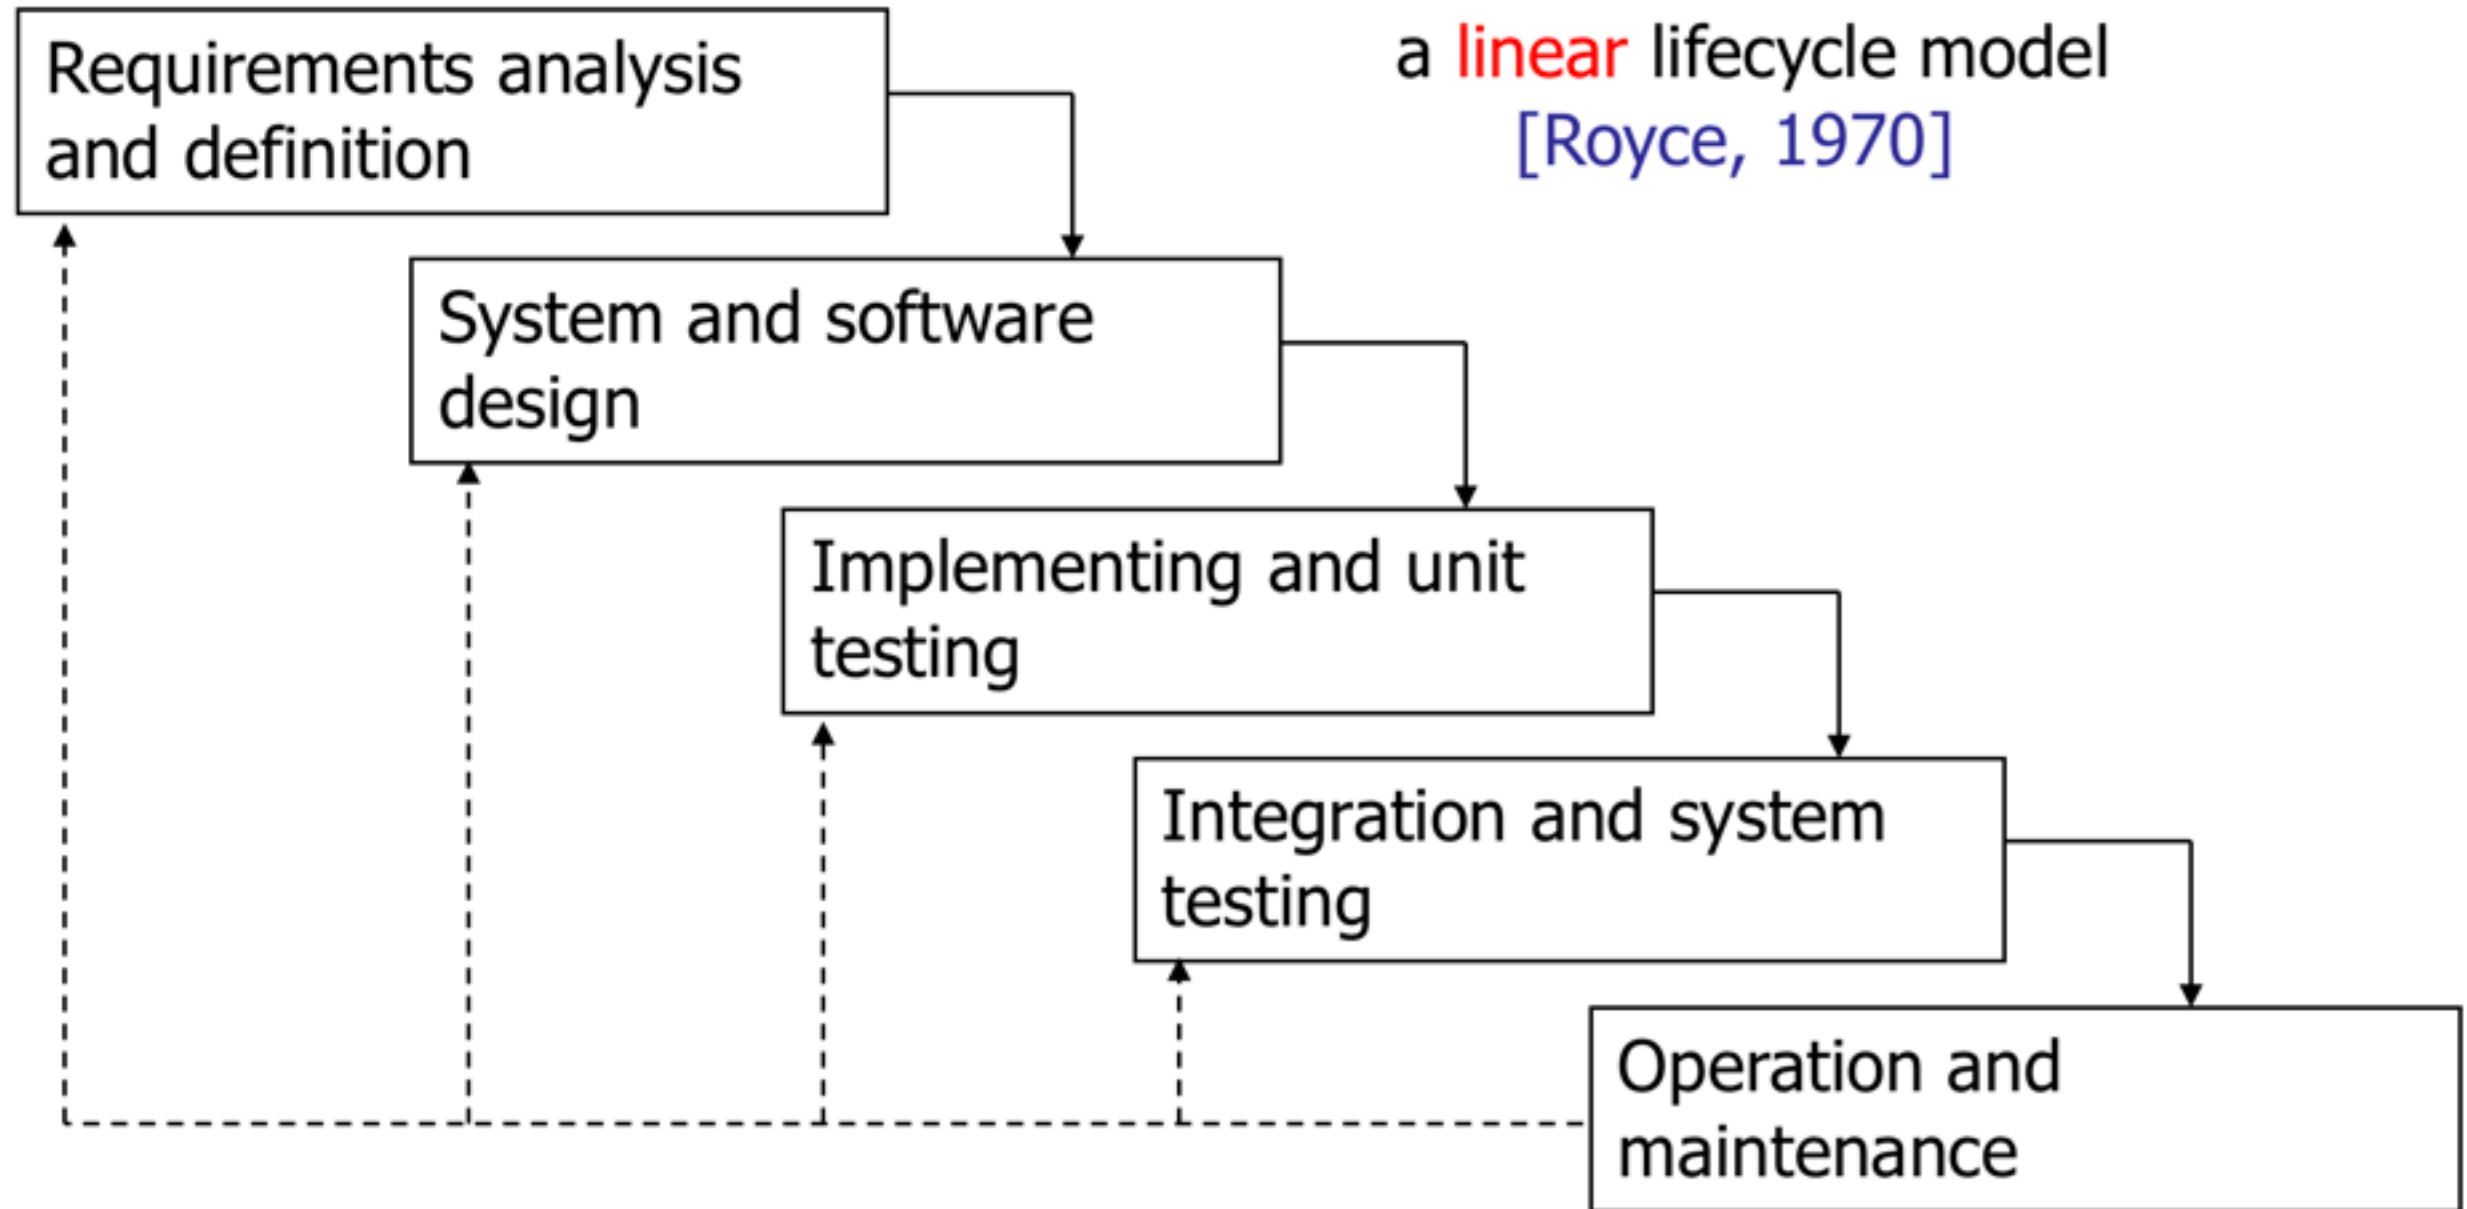 a linear lifecycle model
[Royce, 1970]
Requirements analysis
and definition
System and software
design
Implementing and unit
testing
Integration and system
testing
Operation and
maintenance